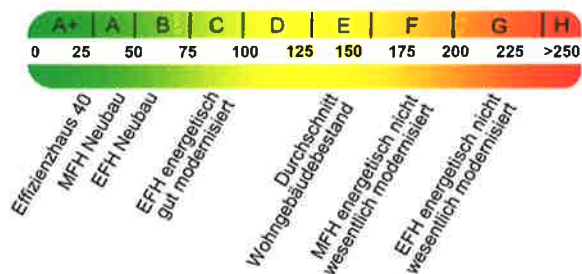 A+ A B C D E F G H
0 25 50 75 100 125 150 175 200 225 >250
Effizienzhaus 40
MFH Neubau
EFH Neubau
EFH energetisch
gut modernisiert
Durchschnitt
Wohngebäudebestand
MFH energetisch nicht
wesentlich modernisiert
EFH energetisch nicht
wesentlich modernisiert